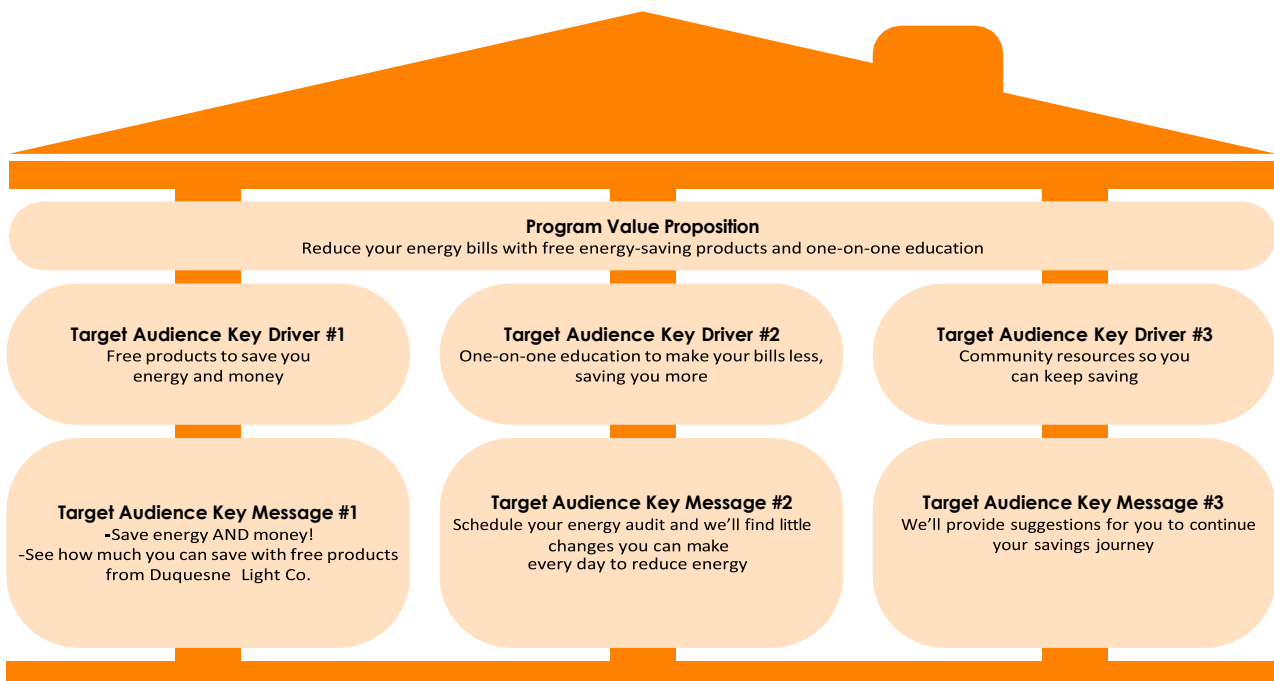 Program Value Proposition
Reduce your energy bills with free energy-saving products and one-on-one education
Target Audience Key Driver #1
Free products to save you
energy and money
Target Audience Key Driver #2
One-on-one education to make your bills less,
saving you more
Target Audience Key Driver #3
Community resources so you
can keep saving
Target Audience Key Message #1
-Save energy AND money!
-See how much you can save with free products
from Duquesne Light Co.
Target Audience Key Message #2
Schedule your energy audit and we’ll find little
changes you can make
every day to reduce energy
Target Audience Key Message #3
We’ll provide suggestions for you to continue
your savings journey